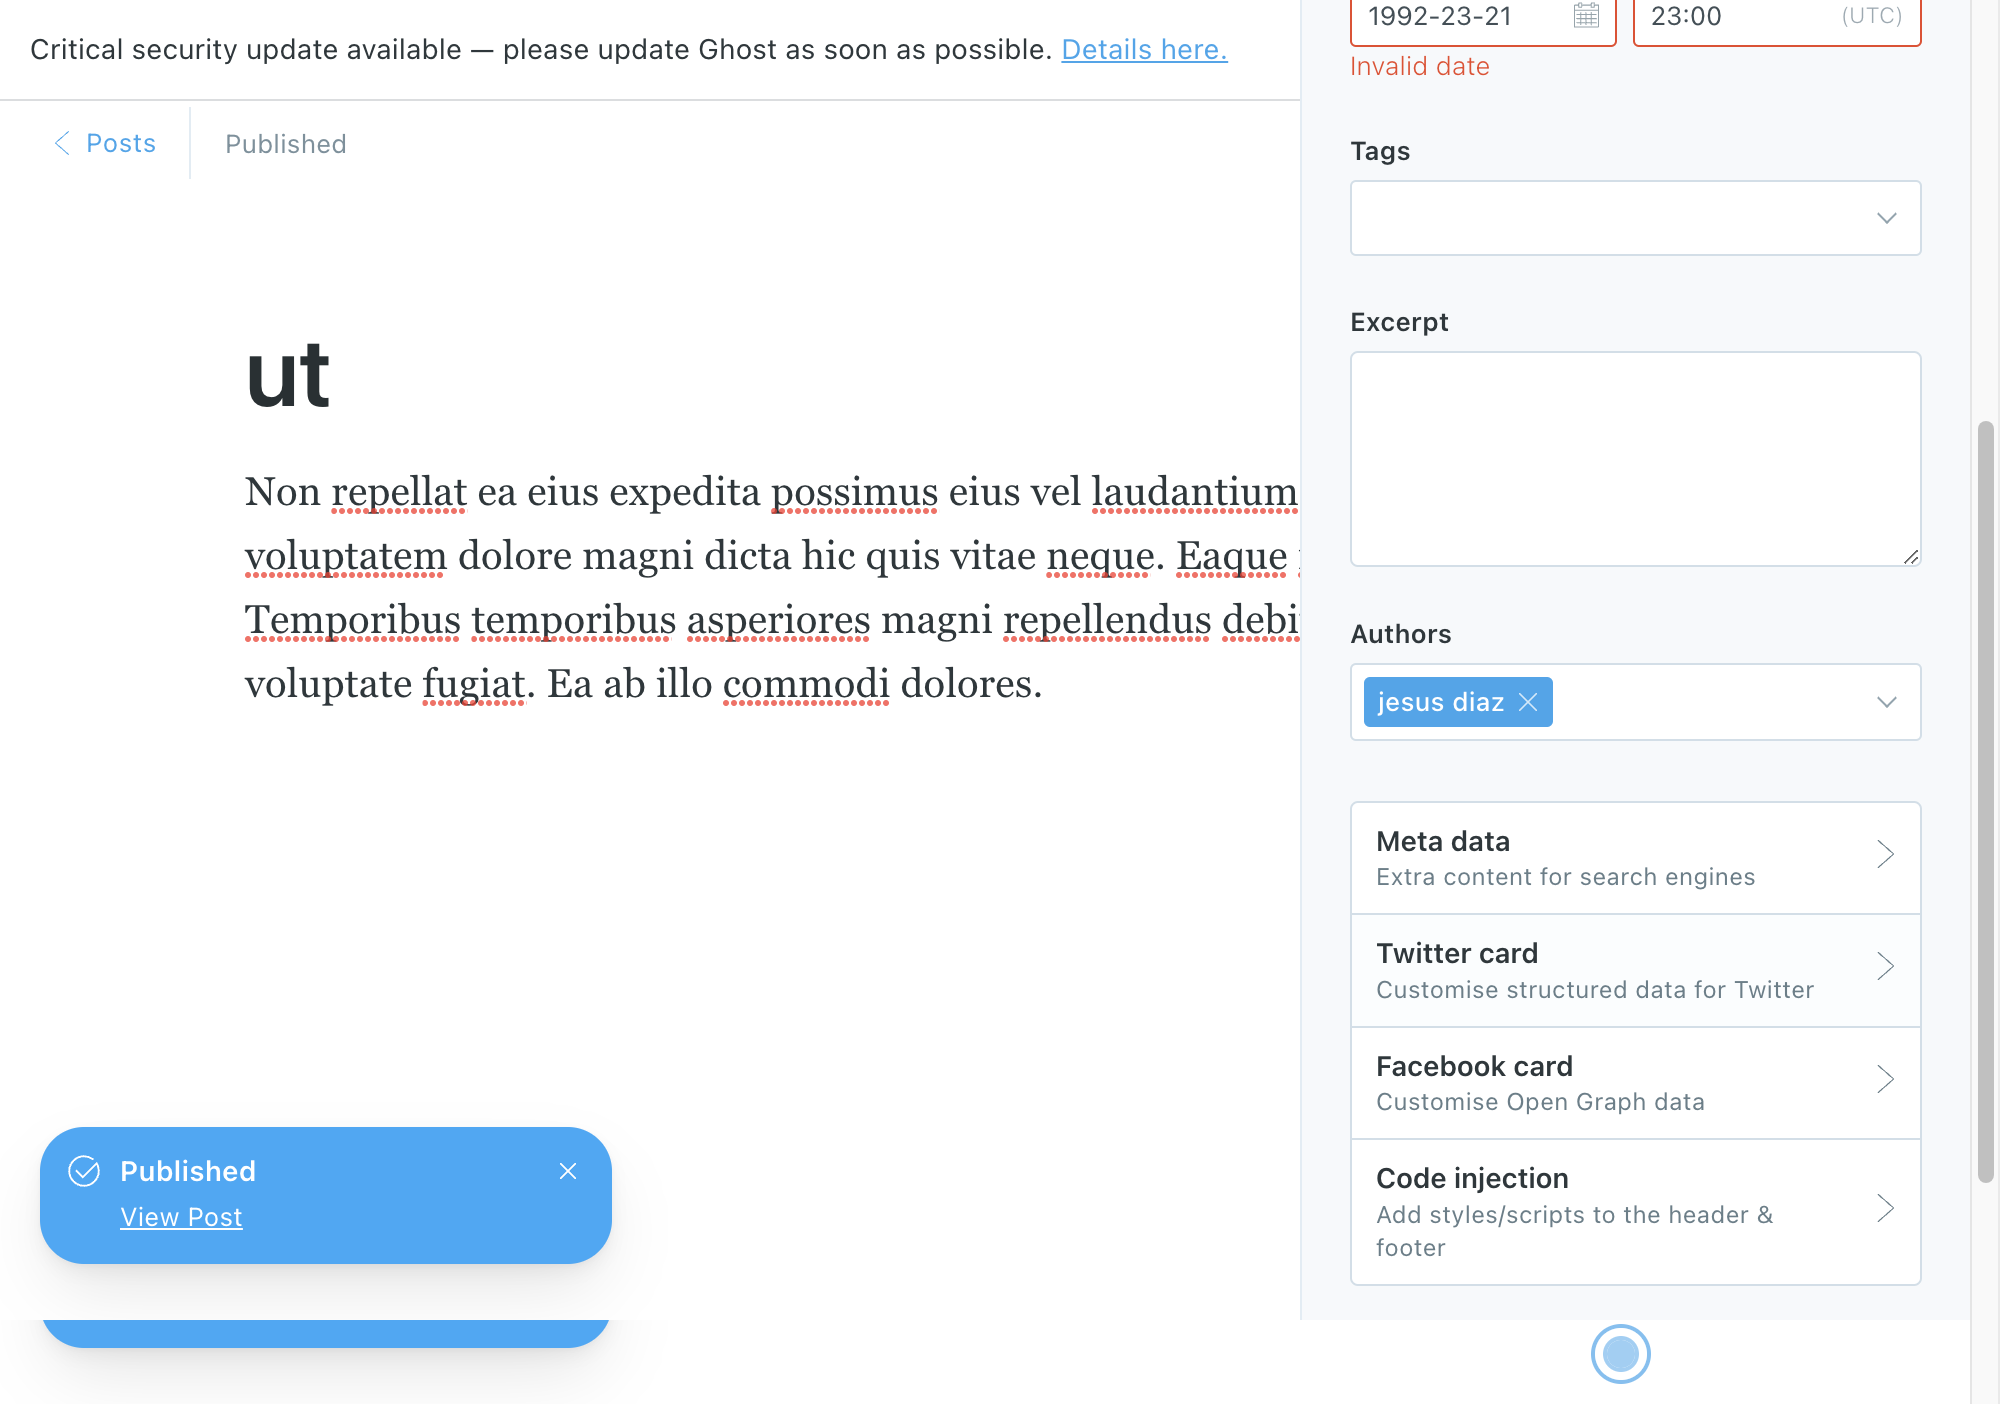 Critical security update available — please update Ghost as soon as possible. Details here.
Posts
Published
ut
Non repellat ea eius expedita possimus eius vel laudantium
voluptatem dolore magni dicta hic quis vitae neque. Eaque
Temporibus temporibus asperiores magni repellendus debi
voluptate fugiat. Ea ab illo commodi dolores.
Published
View Post
1992-23-21
23:00
(UTC)
Invalid date
Tags
Excerpt
Authors
jesus diaz
Meta data
Extra content for search engines
Twitter card
Customise structured data for Twitter
Facebook card
Customise Open Graph data
Code injection
Add styles/scripts to the header &
footer